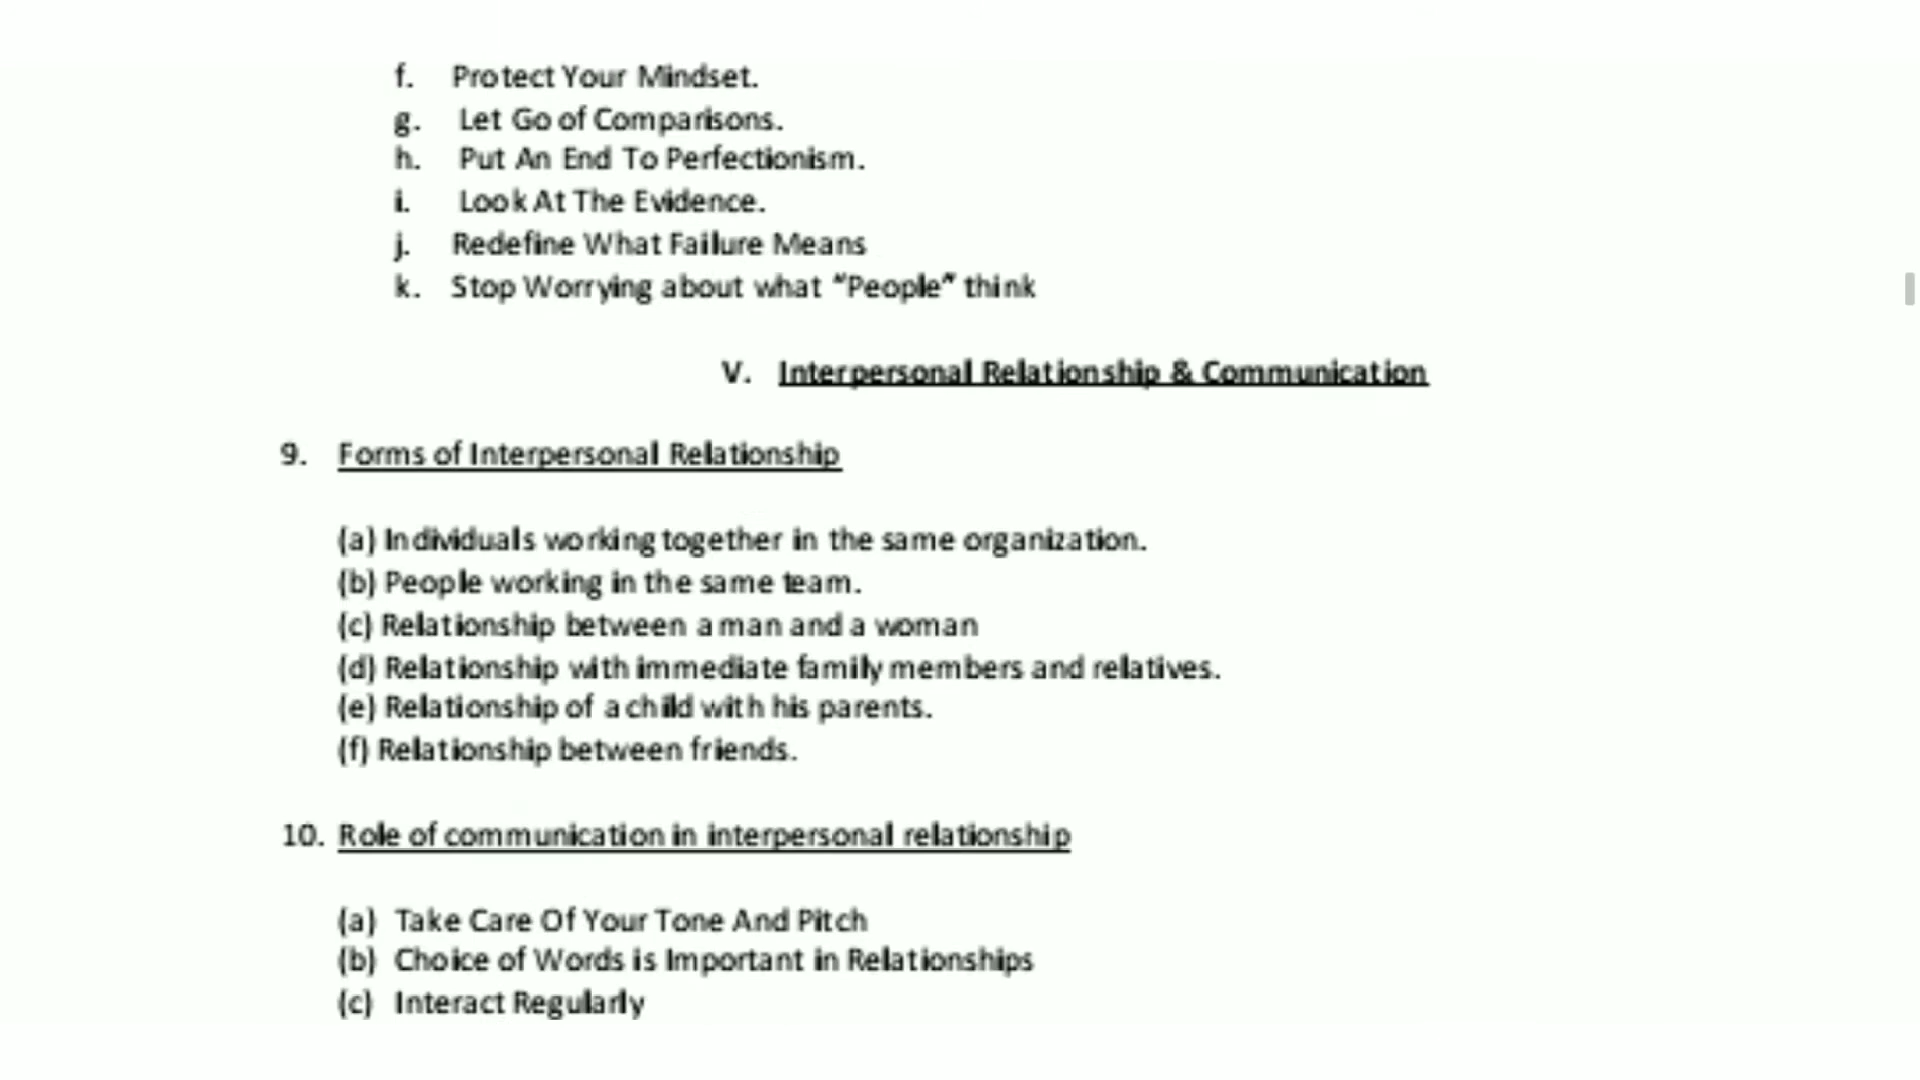 f. Protect Your Mindset.
g. Let Go of Comparisons.
h. Put An End To Perfectionism.
i. Look At The Evidence.
j. Redefine What Failure Means
k. Stop Worrying about what “People” think
V. Interpersonal Relationship & Communication
9. Forms of Interpersonal Relationship
(a) Individuals working together in the same organization.
(b) People working in the same team.
(c) Relationship between a man and a woman
(d) Relationship with immediate family members and relatives.
(e) Relationship of a child with his parents.
(f) Relationship between friends.
10. Role of communication in interpersonal relationship
(a) Take Care Of Your Tone And Pitch
(b) Choice of Words is Important in Relationships
(c) Interact Regularly